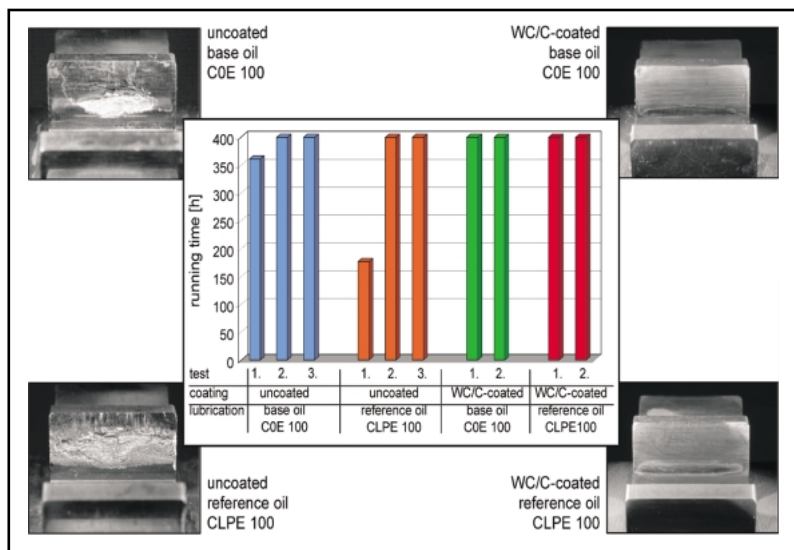 uncoated
base oil
C0E 100
WC/C-coated
base oil
C0E 100
running time [h]
400
350
300
250
200
150
100
50
0
test 1. 2. 3. 1. 2. 3. 1. 2. 1. 2.
coating uncoated uncoated WC/C-coated WC/C-coated
lubrication base oil reference oil base oil reference oil
C0E 100 CLPE 100 C0E 100 CLPE100
uncoated
reference oil
CLPE 100
WC/C-coated
reference oil
CLPE 100